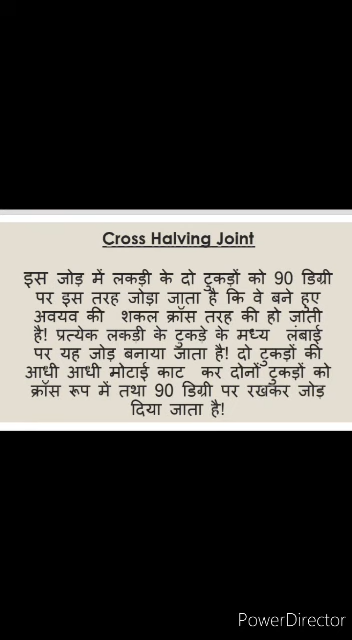 Cross Halving Joint
इस जोड़ में लकड़ी के दो टुकड़ों को 90 डिग्री
पर इस तरह जोड़ा जाता है कि वे बने हुए
अवयव की शकल क्रॉस तरह की हो जाती
है! प्रत्येक लकडी के टुकडे के मध्य लंबाई
पर यह जोड़ बनाया जाता है! दो टुकड़ों की
आधी आधी मोटाई काट कर दोनों टुकड़ों को
क्रॉस रूप में तथा 90 डिग्री पर रखकर जोड़
दिया जाता है!
PowerDirector